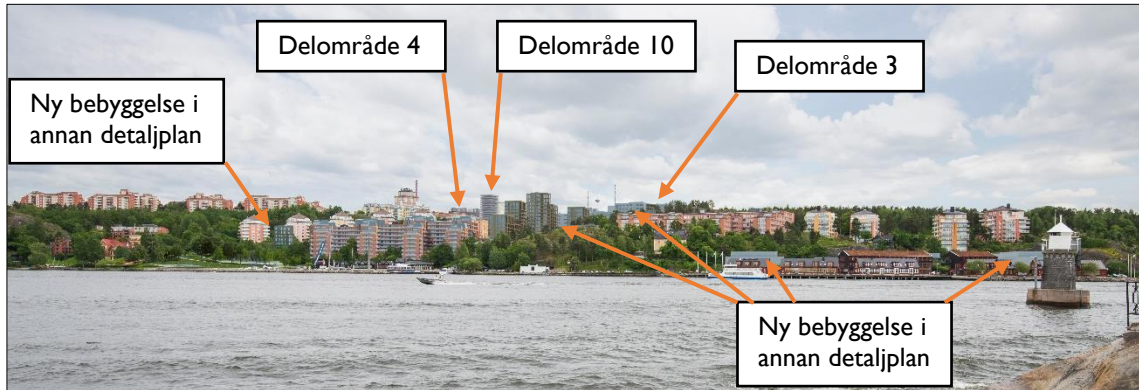 Delområde 4
Delområde 10
Delområde 3
Ny bebyggelse i
annan detaljplan
Ny bebyggelse i
annan detaljplan